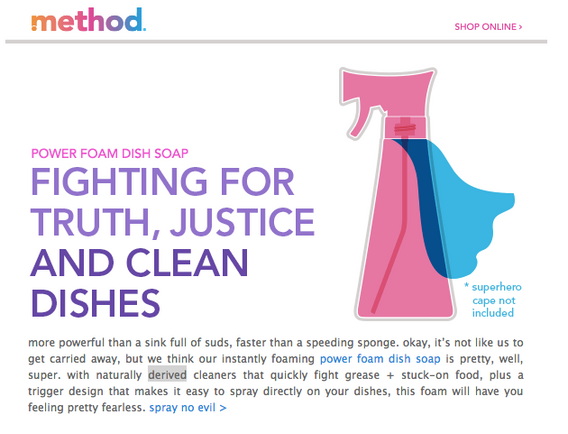 method.
SHOP ONLINE >
POWER FOAM DISH SOAP
FIGHTING FOR
TRUTH, JUSTICE
AND CLEAN
DISHES
* superhero
cape not
included
more powerful than a sink full of suds, faster than a speeding sponge. okay, it's not like us to
get carried away, but we think our instantly foaming power foam dish soap is pretty, well,
super. with naturally derived cleaners that quickly fight grease + stuck-on food, plus a
trigger design that makes it easy to spray directly on your dishes, this foam will have you
feeling pretty fearless. spray no evil >